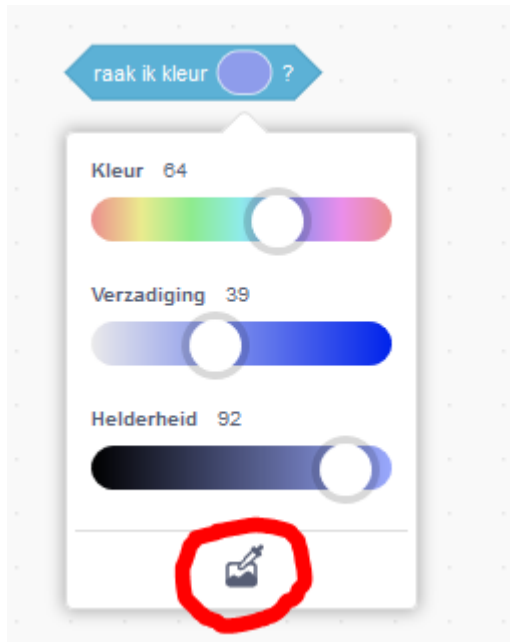 raak ik kleur ?
Kleur 64
Verzadiging 39
Helderheid 92